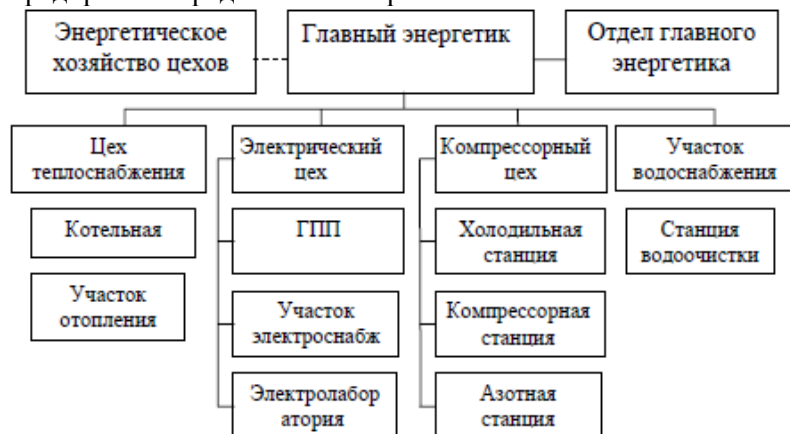 Энергетическое
хозяйство цехов
Главный энергетик
Отдел главного
энергетика
Цех
теплоснабжения
Электрический
цех
Компрессорный
цех
Участок
водоснабжения
Котельная
ГПП
Холодильная
станция
Станция
водоочистки
Участок
отопления
Участок
электроснабж
Компрессорная
станция
Электролабор
атория
Азотная
станция